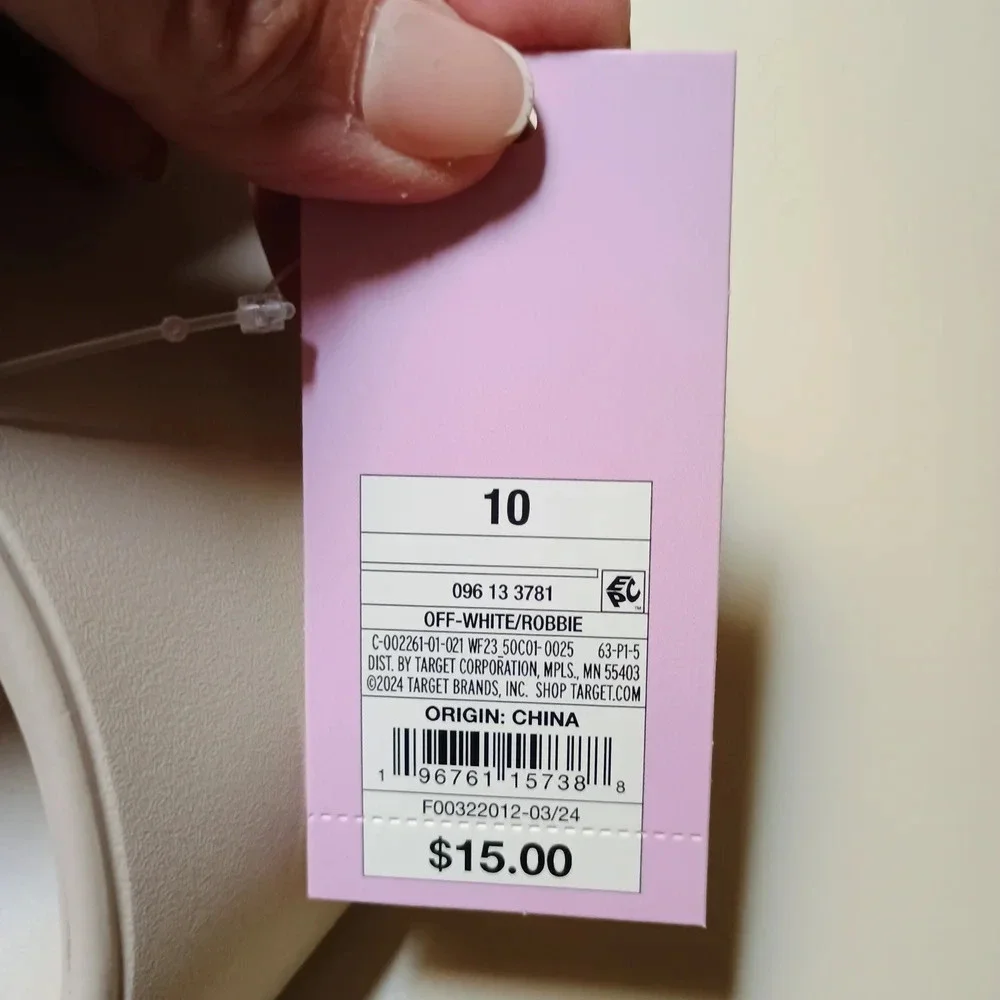 10
096 13 3781
EPC™
OFF-WHITE/ROBBIE
C-002261-01-021 WF23_50C01-0025 63-P1-5
DIST. BY TARGET CORPORATION, MPLS., MN 55403
©2024 TARGET BRANDS, INC. SHOP TARGET.COM
ORIGIN: CHINA
1 96761 15738 8
F00322012-03/24
$15.00